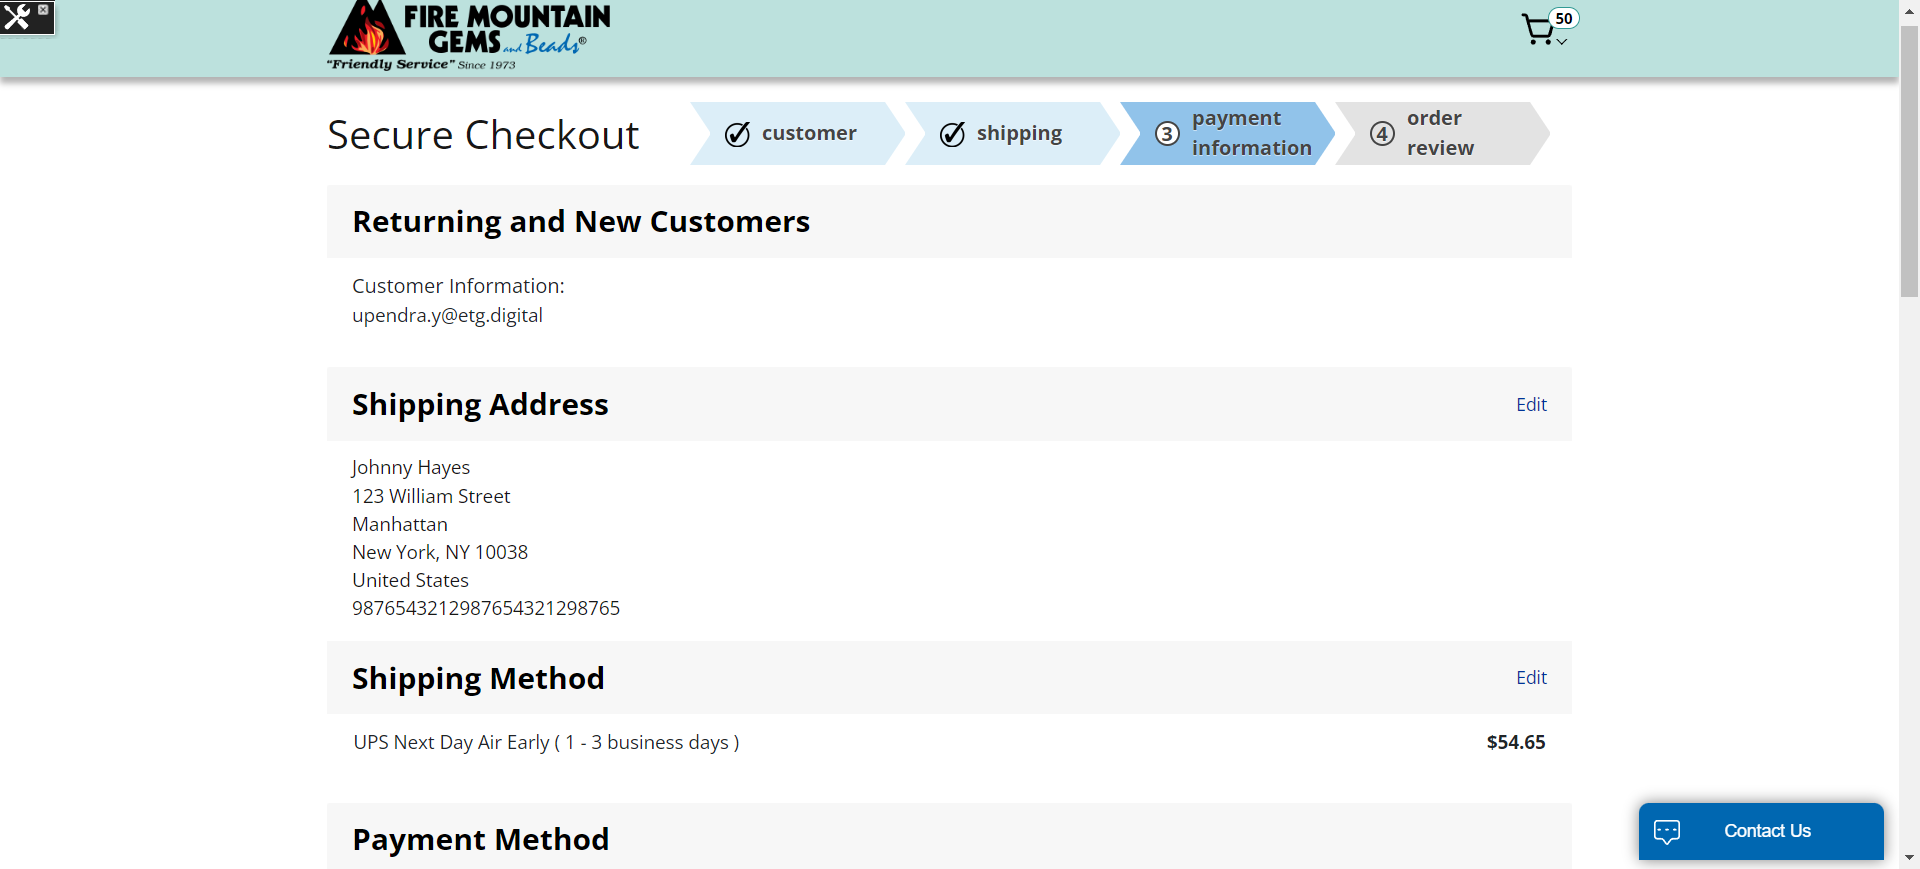 FIRE MOUNTAIN
GEMS and Beads®
"Friendly Service" Since 1973
50
Secure Checkout
customer
shipping
3 payment information
4 order review
Returning and New Customers
Customer Information:
upendra.y@etg.digital
Shipping Address
Edit
Johnny Hayes
123 William Street
Manhattan
New York, NY 10038
United States
9876543212987654321298765
Shipping Method
Edit
UPS Next Day Air Early ( 1 - 3 business days )
$54.65
Payment Method
Contact Us